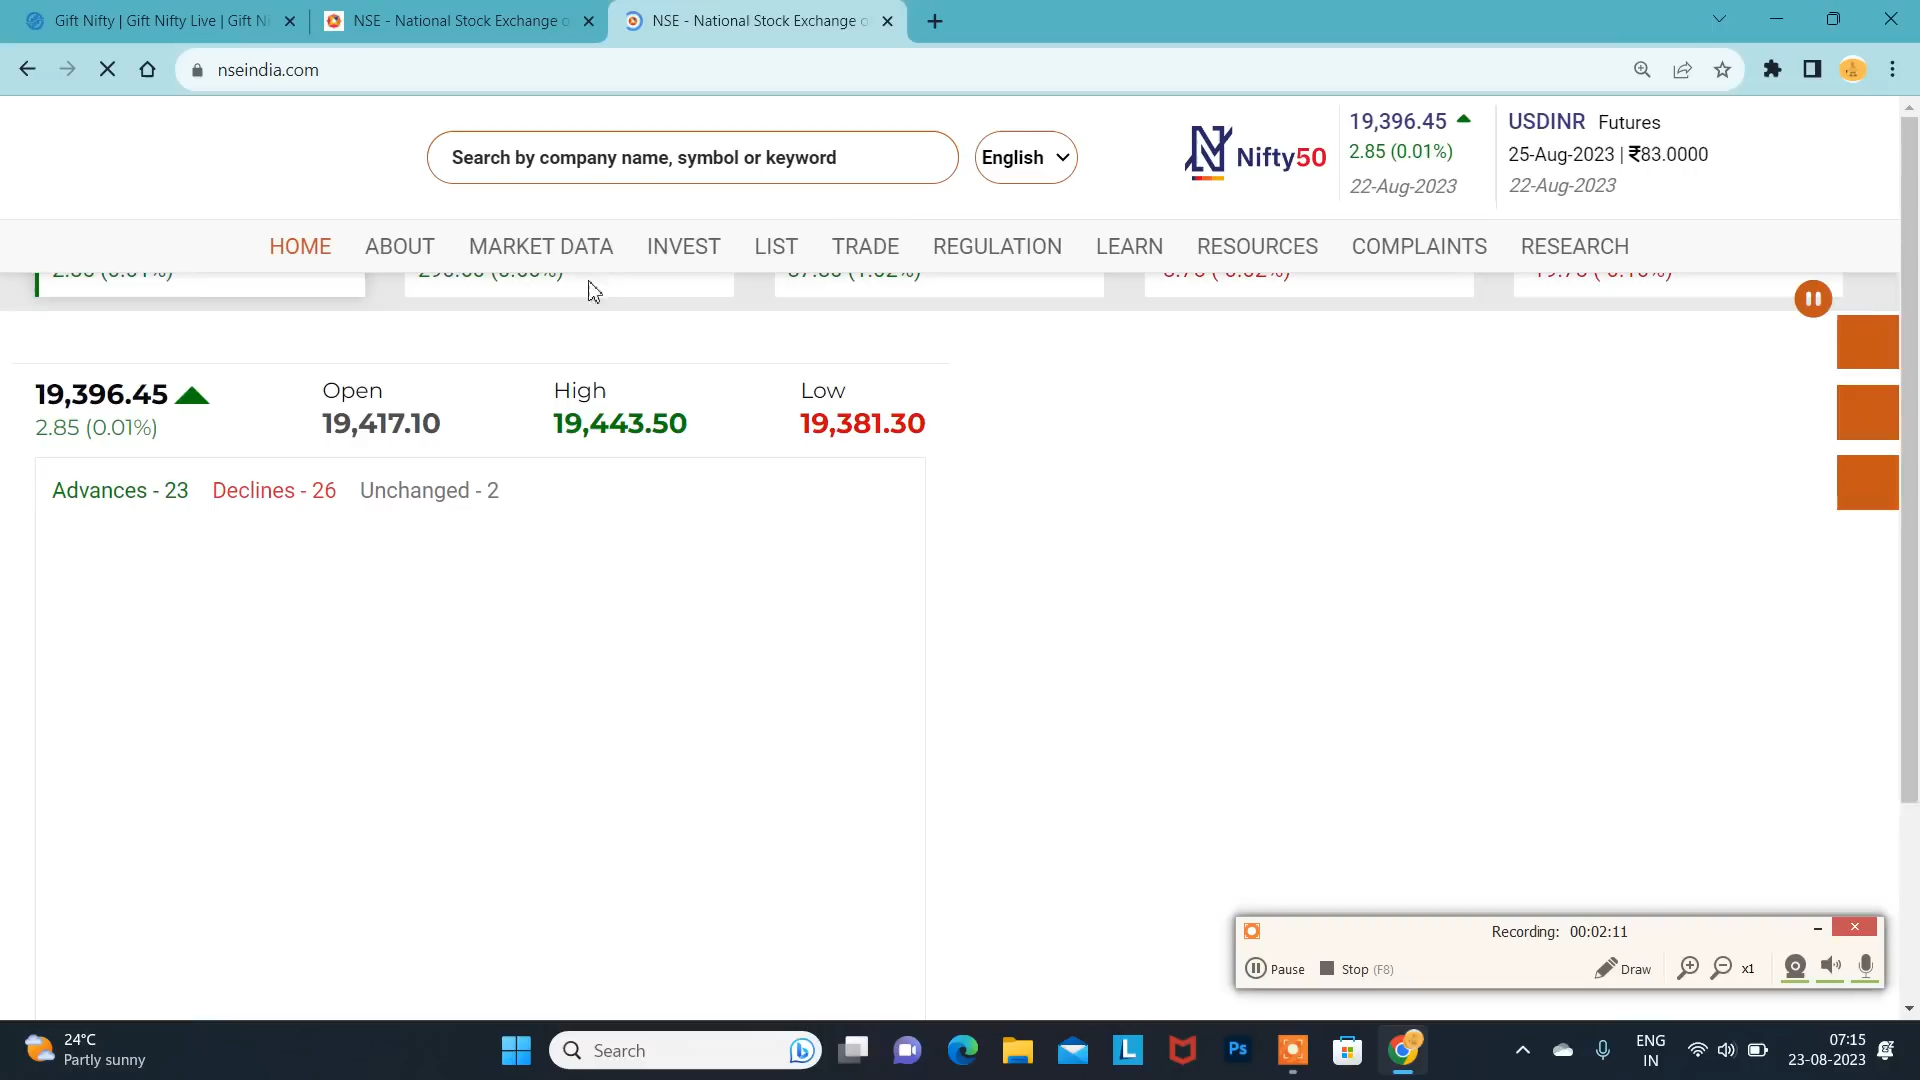 Gift Nifty | Gift Nifty Live | Gift Ni
NSE - National Stock Exchange o
NSE - National Stock Exchange o
nseindia.com
Search by company name, symbol or keyword
English
Nifty50
19,396.45
2.85 (0.01%)
22-Aug-2023
USDINR Futures
25-Aug-2023 | ₹83.0000
22-Aug-2023
HOME ABOUT MARKET DATA INVEST LIST TRADE REGULATION LEARN RESOURCES COMPLAINTS RESEARCH
19,396.45
2.85 (0.01%)
Open
19,417.10
High
19,443.50
Low
19,381.30
Advances - 23 Declines - 26 Unchanged - 2
Recording: 00:02:11
Pause Stop (F8) Draw x1
24°C
Partly sunny
Search
Ps
ENG
IN
07:15
23-08-2023